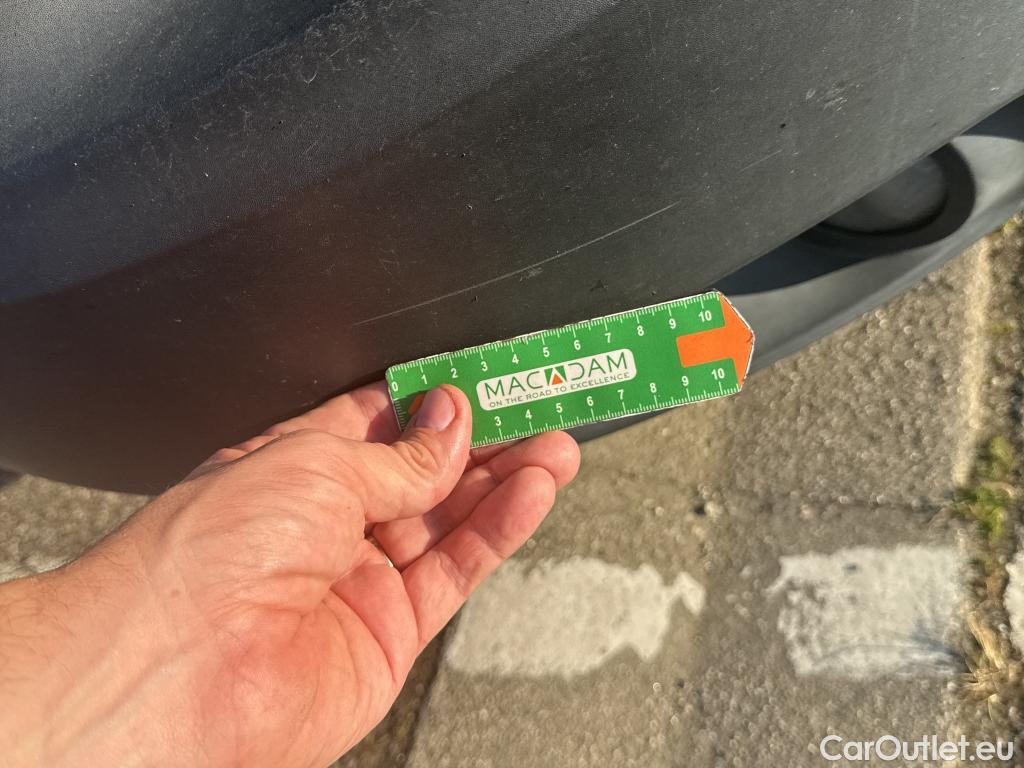 0 1 2 3 4 5 6 7 8 9 10
MACADAM
ON THE ROAD TO EXCELLENCE
3 4 5 6 7 8 9 10
CarOutlet.eu